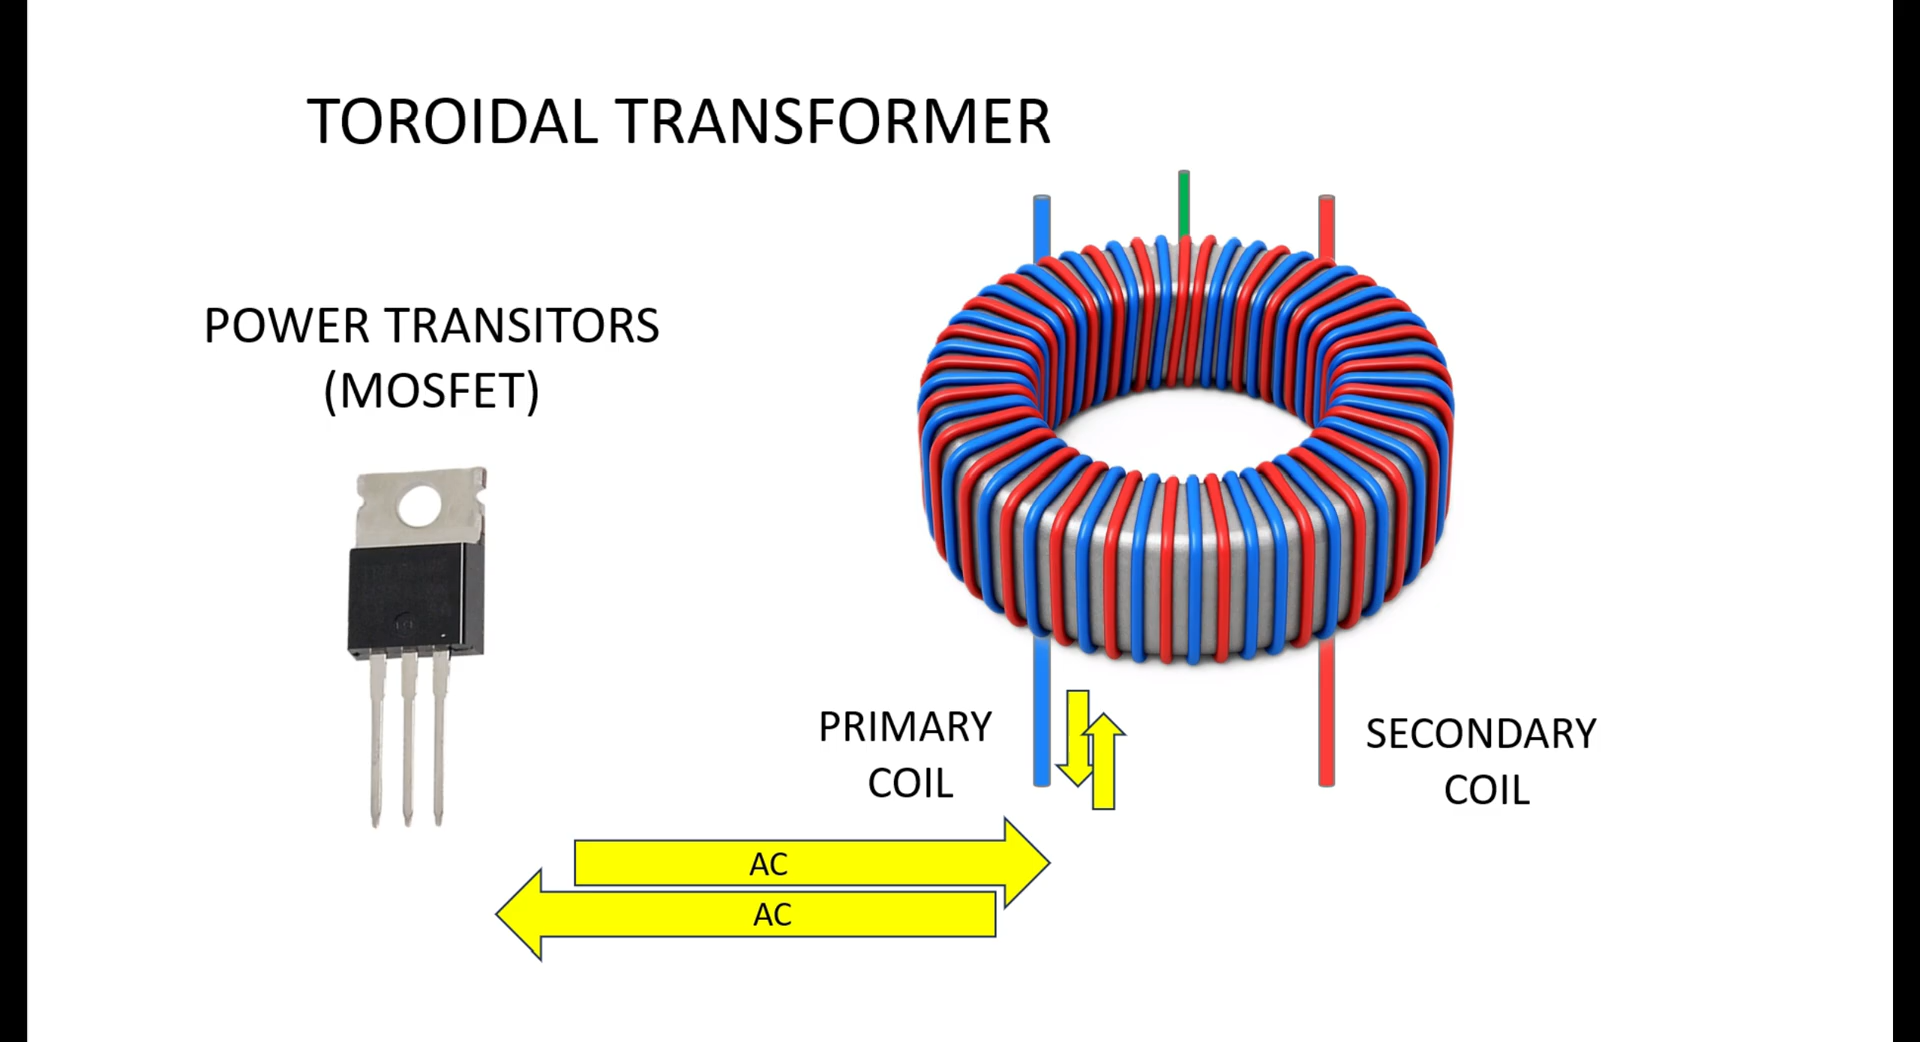 TOROIDAL TRANSFORMER
POWER TRANSITORS
(MOSFET)
PRIMARY
COIL
SECONDARY
COIL
AC
AC